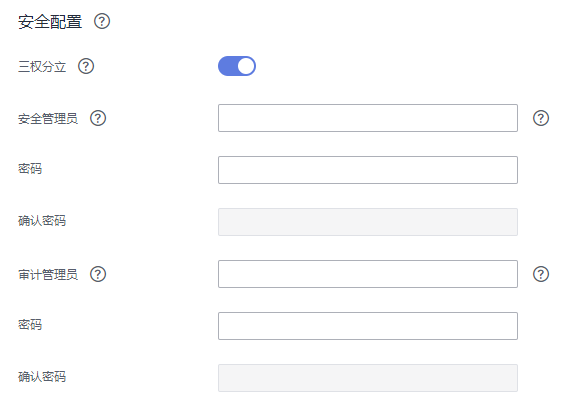 安全配置 ?
三权分立 ?
安全管理员 ? ?
密码
确认密码
审计管理员 ? ?
密码
确认密码